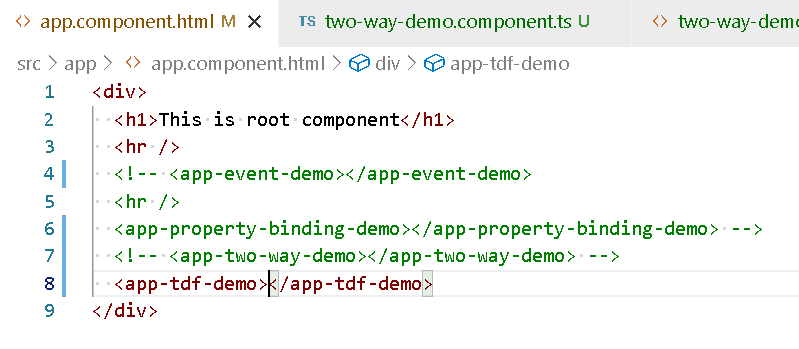 app.component.html M
TS two-way-demo.component.ts U
two-way-demo
src > app > app.component.html > div > app-tdf-demo
1 <div>
2 <h1>This is root component</h1>
3 <hr />
4 <!-- <app-event-demo></app-event-demo>
5 <hr />
6 <app-property-binding-demo></app-property-binding-demo> -->
7 <!-- <app-two-way-demo></app-two-way-demo> -->
8 <app-tdf-demo></app-tdf-demo>
9 </div>